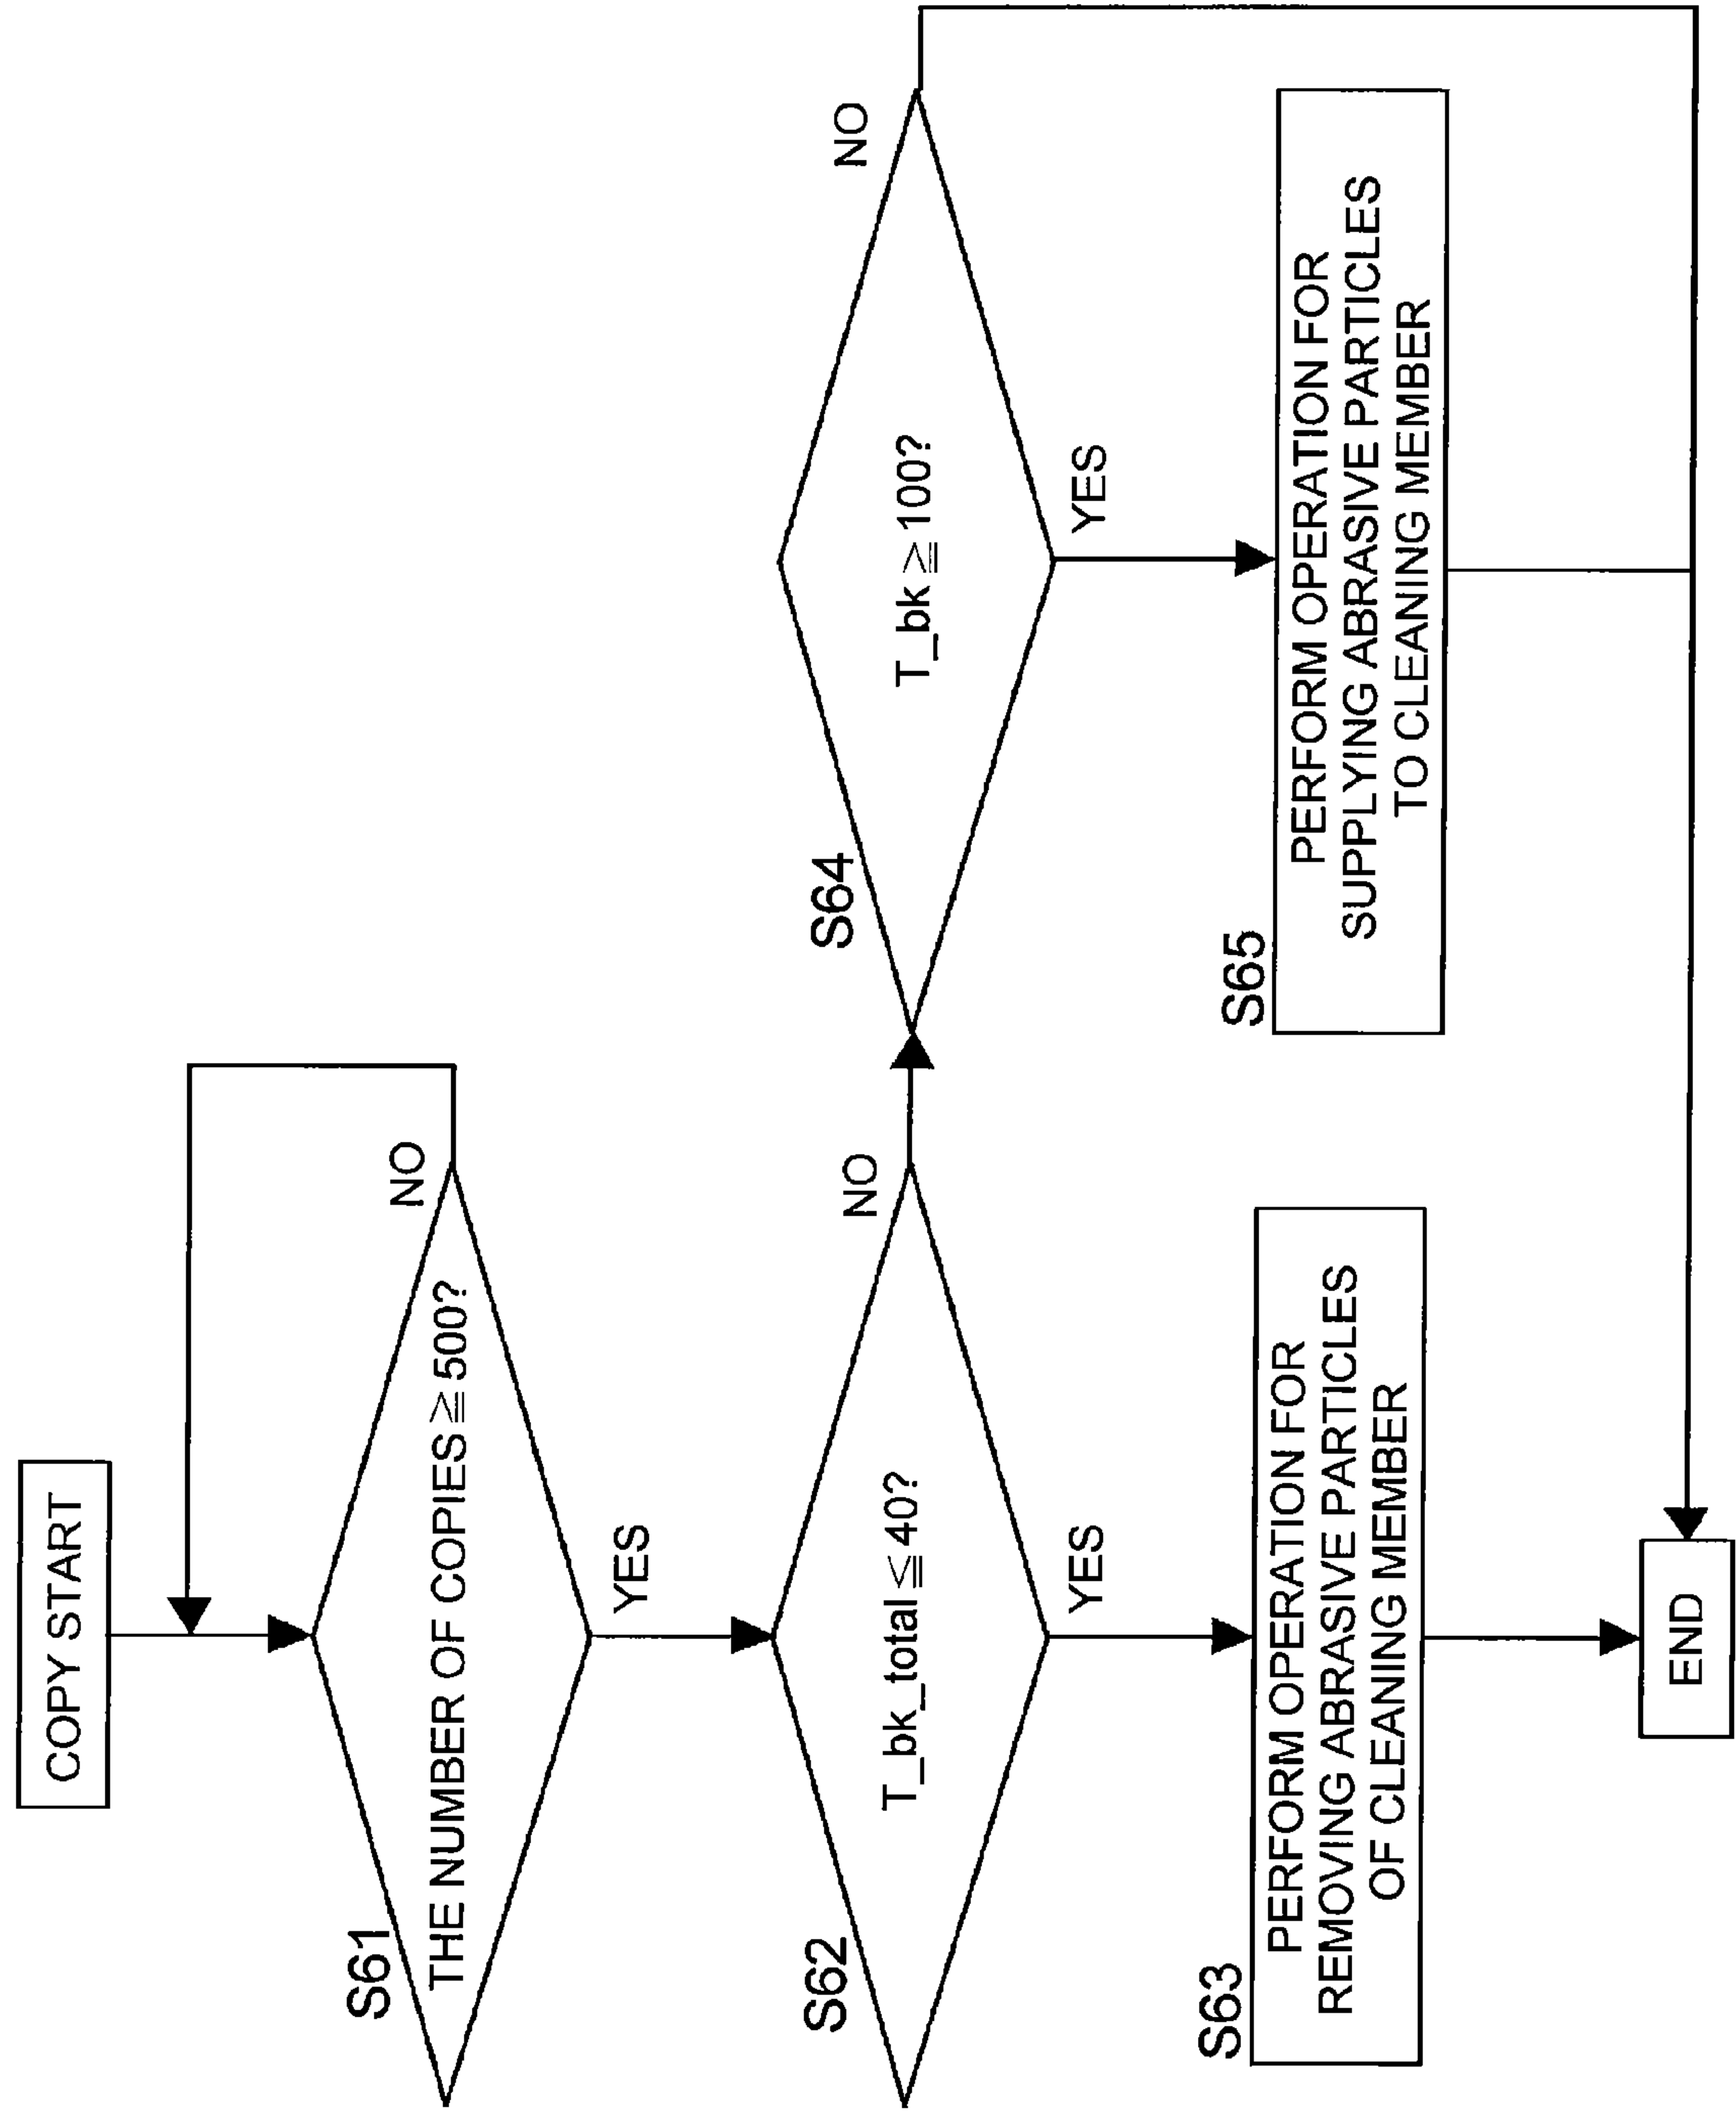 COPY START
S61
THE NUMBER OF COPIES ≧ 500?
NO
YES
S62
T_bk_total ≦ 40?
NO
YES
S63
PERFORM OPERATION FOR
REMOVING ABRASIVE PARTICLES
OF CLEANING MEMBER
S64
T_bk ≧ 100?
NO
YES
S65
PERFORM OPERATION FOR
SUPPLYING ABRASIVE PARTICLES
TO CLEANING MEMBER
END